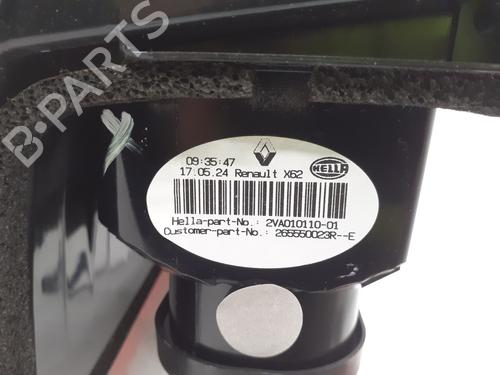 B-PARTS
09:35:47
17.05.24 Renault X62
HELLA
Hella-part-No.: 2VA010110-01
Customer-part-No.: 265550023R--E